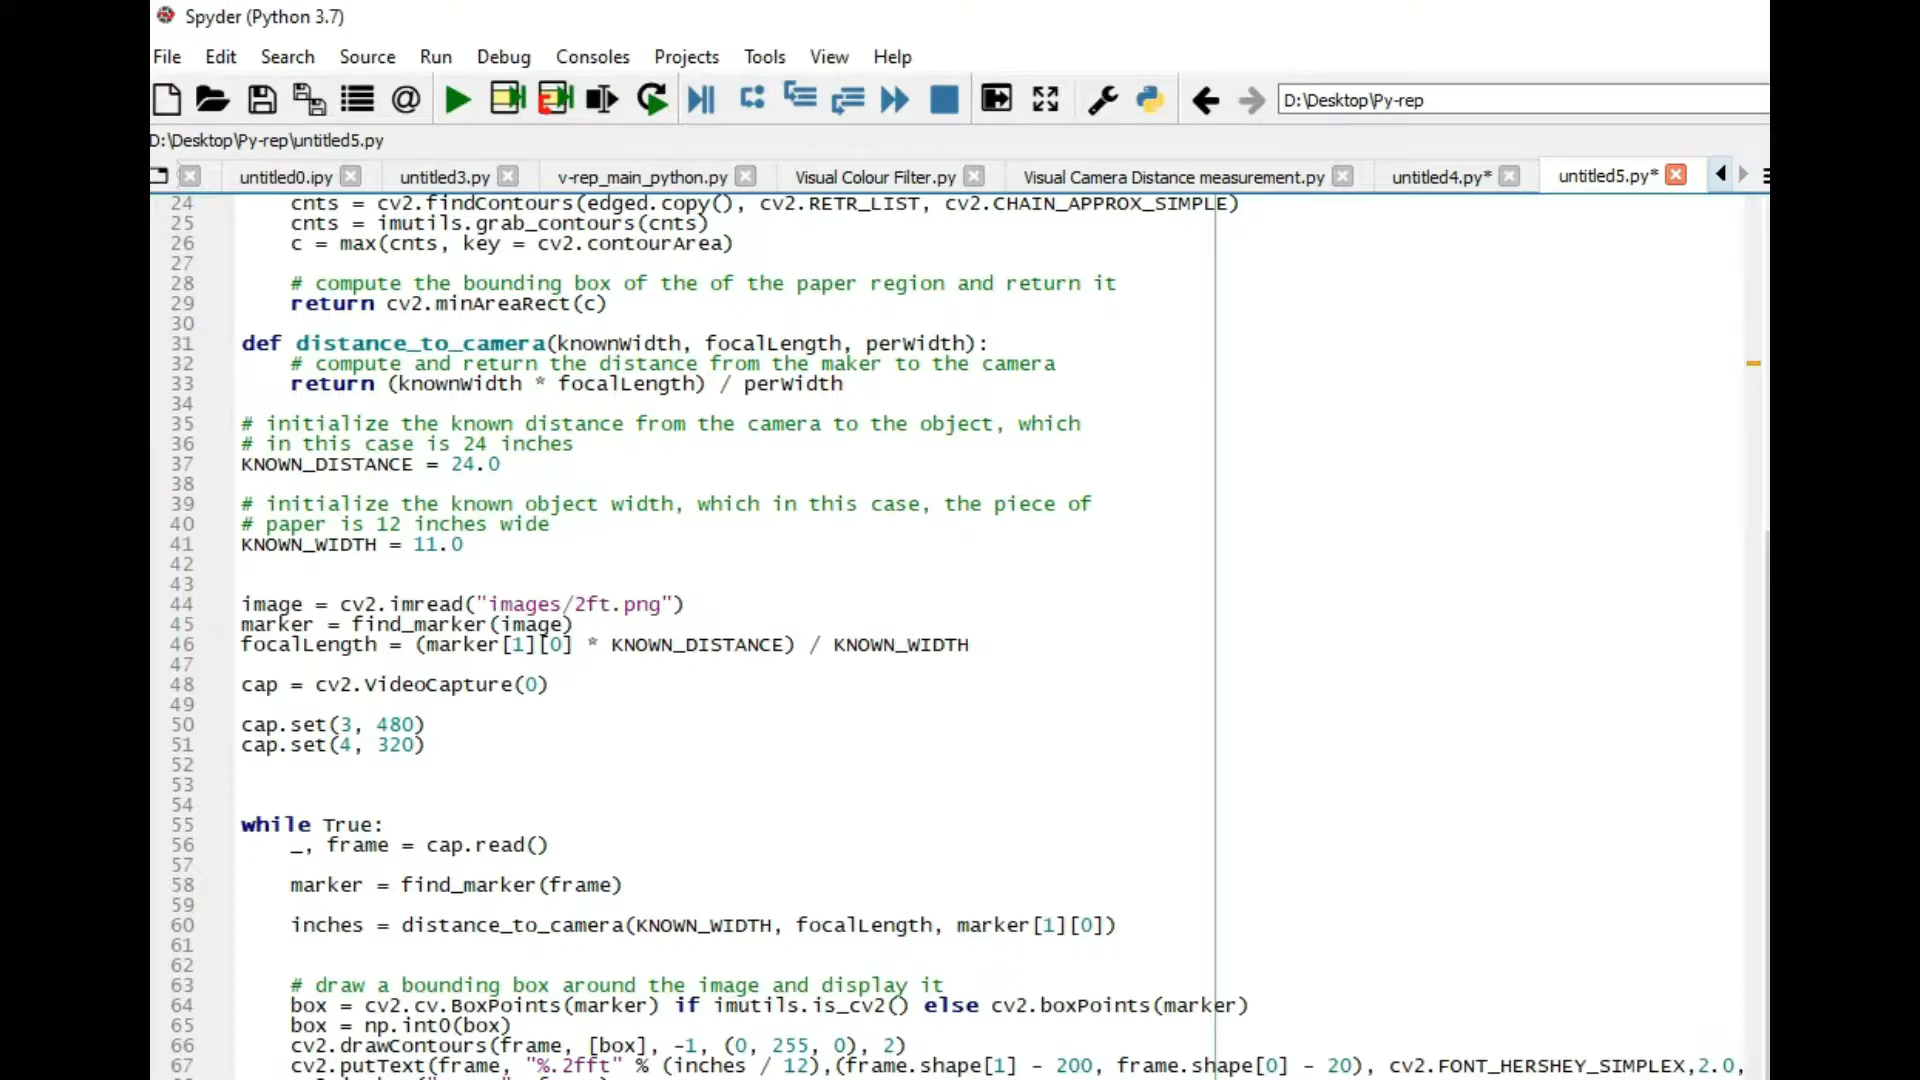 Spyder (Python 3.7)
File Edit Search Source Run Debug Consoles Projects Tools View Help
D:\Desktop\Py-rep
D:\Desktop\Py-rep\untitled5.py
untitled0.ipy untitled3.py v-rep_main_python.py Visual Colour Filter.py Visual Camera Distance measurement.py untitled4.py* untitled5.py*
24 cnts = cv2.findContours(edged.copy(), cv2.RETR_LIST, cv2.CHAIN_APPROX_SIMPLE)
25 cnts = imutils.grab_contours(cnts)
26 c = max(cnts, key = cv2.contourArea)
27
28 # compute the bounding box of the of the paper region and return it
29 return cv2.minAreaRect(c)
30
31 def distance_to_camera(knownWidth, focalLength, perWidth):
32 # compute and return the distance from the maker to the camera
33 return (knownWidth * focalLength) / perWidth
34
35 # initialize the known distance from the camera to the object, which
36 # in this case is 24 inches
37 KNOWN_DISTANCE = 24.0
38
39 # initialize the known object width, which in this case, the piece of
40 # paper is 12 inches wide
41 KNOWN_WIDTH = 11.0
42
43
44 image = cv2.imread("images/2ft.png")
45 marker = find_marker(image)
46 focalLength = (marker[1][0] * KNOWN_DISTANCE) / KNOWN_WIDTH
47
48 cap = cv2.VideoCapture(0)
49
50 cap.set(3, 480)
51 cap.set(4, 320)
52
53
54
55 while True:
56 _, frame = cap.read()
57
58 marker = find_marker(frame)
59
60 inches = distance_to_camera(KNOWN_WIDTH, focalLength, marker[1][0])
61
62
63 # draw a bounding box around the image and display it
64 box = cv2.cv.BoxPoints(marker) if imutils.is_cv2() else cv2.boxPoints(marker)
65 box = np.int0(box)
66 cv2.drawContours(frame, [box], -1, (0, 255, 0), 2)
67 cv2.putText(frame, "%.2fft" % (inches / 12),(frame.shape[1] - 200, frame.shape[0] - 20), cv2.FONT_HERSHEY_SIMPLEX,2.0,